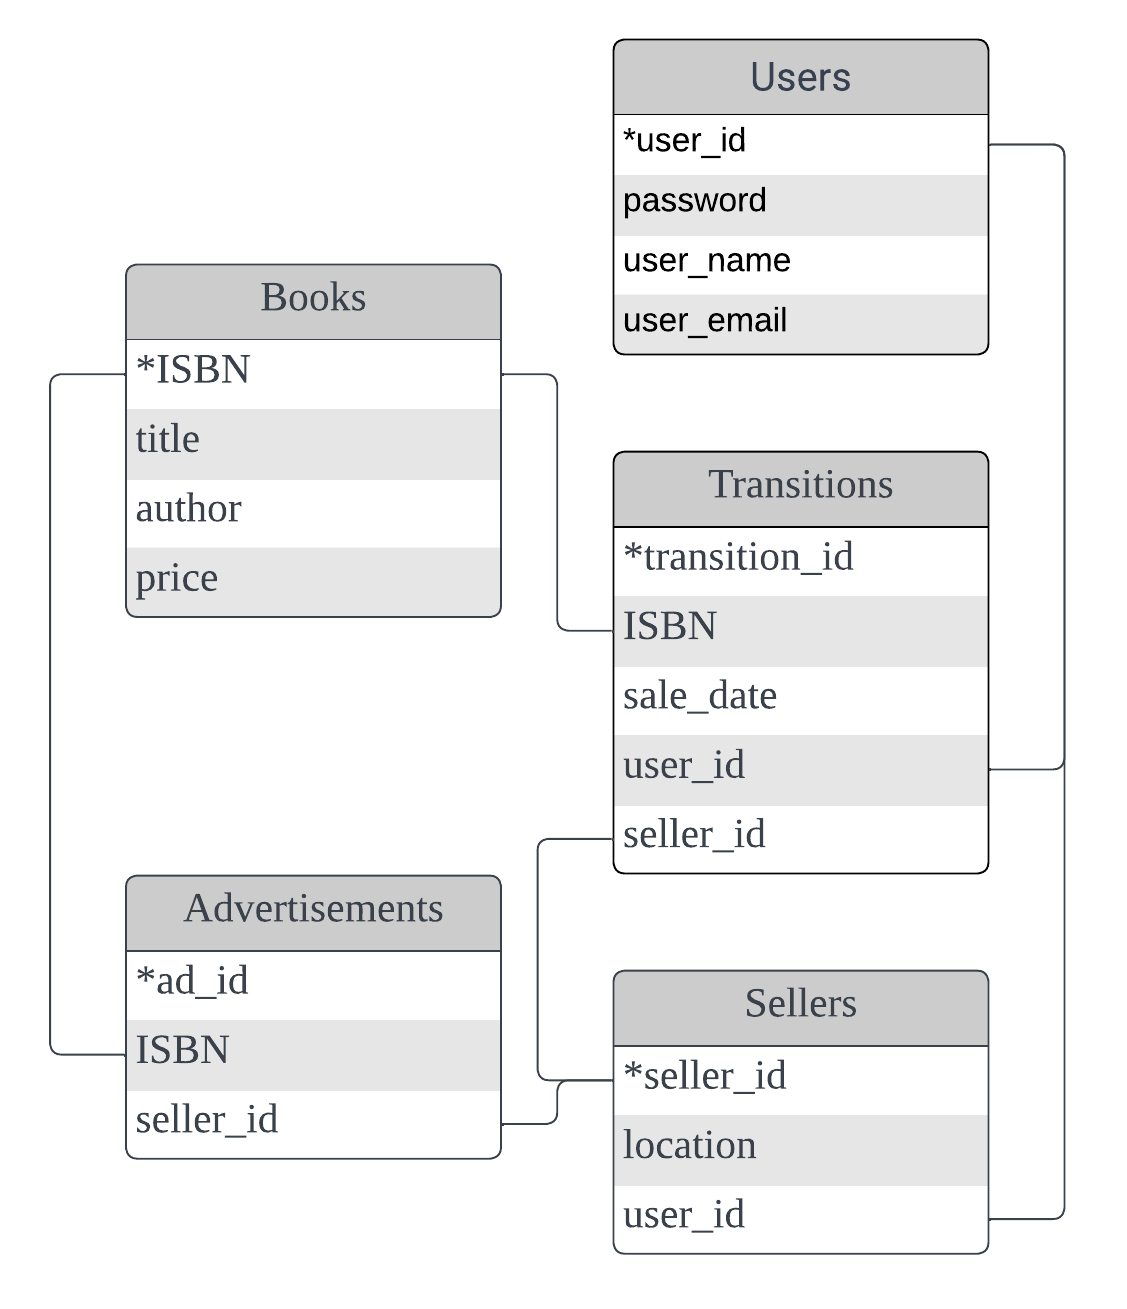 Users
*user_id
password
user_name
user_email
Books
*ISBN
title
author
price
Transitions
*transition_id
ISBN
sale_date
user_id
seller_id
Advertisements
*ad_id
ISBN
seller_id
Sellers
*seller_id
location
user_id